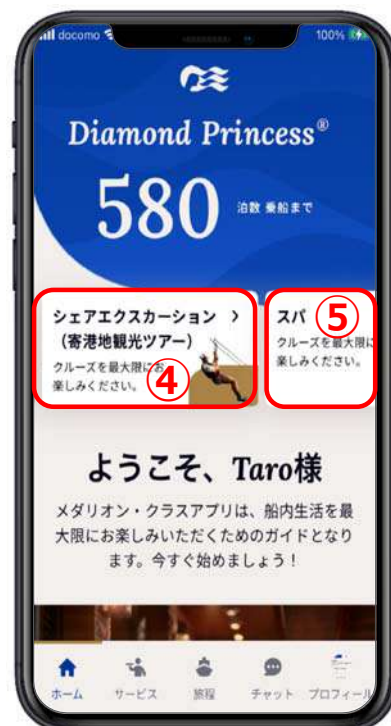 docomo
100%
Diamond Princess®
580
泊数 乗船まで
シェアエクスカーション >
（寄港地観光ツアー）
クルーズを最大限にお
楽しみください。
④
スパ
⑤
クルーズを最大限に
楽しみください。
ようこそ、Taro様
メダリオン・クラスアプリは、船内生活を最
大限にお楽しみいただくためのガイドとなり
ます。今すぐ始めましょう！
ホーム
サービス
旅程
チャット
プロフィール